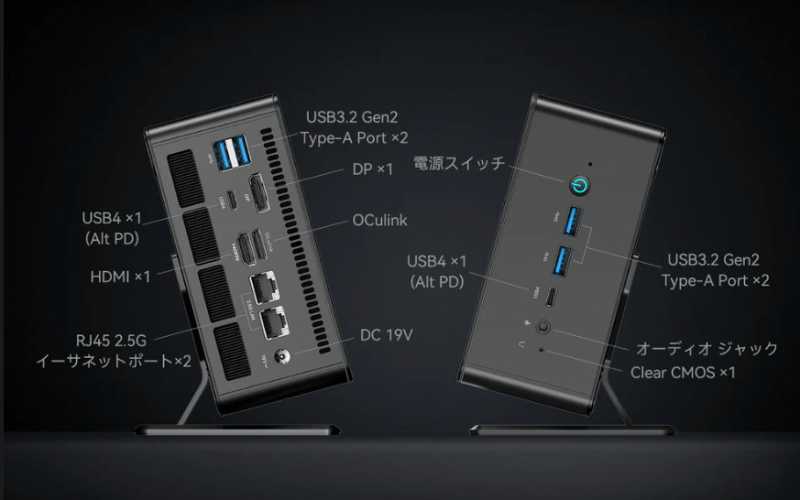 USB3.2 Gen2
Type-A Port ×2
DP ×1
USB4 ×1
(Alt PD)
OCulink
HDMI ×1
RJ45 2.5G
イーサネットポート×2
DC 19V
電源スイッチ
USB4 ×1
(Alt PD)
USB3.2 Gen2
Type-A Port ×2
オーディオ ジャック
Clear CMOS ×1